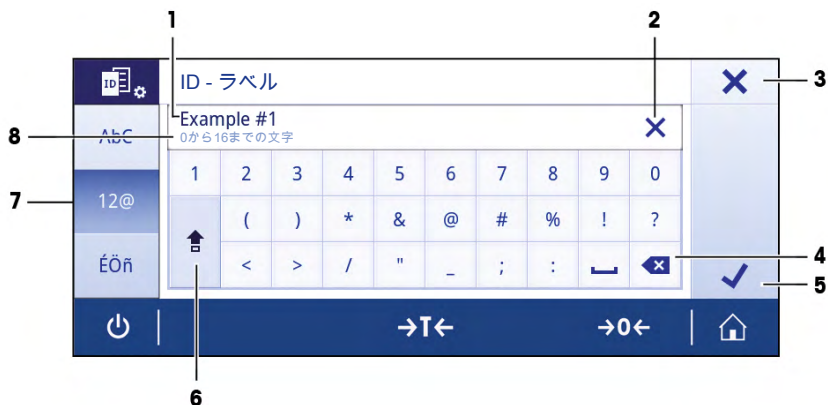 1 2
ID
ID - ラベル
3
Example #1
8
AbC
0から16までの文字
1 2 3 4 5 6 7 8 9 0
7
12@
( ) * & @ # % ! ?
ÉÖñ
< > / " _ ; :
4
5
→T← →0←
6